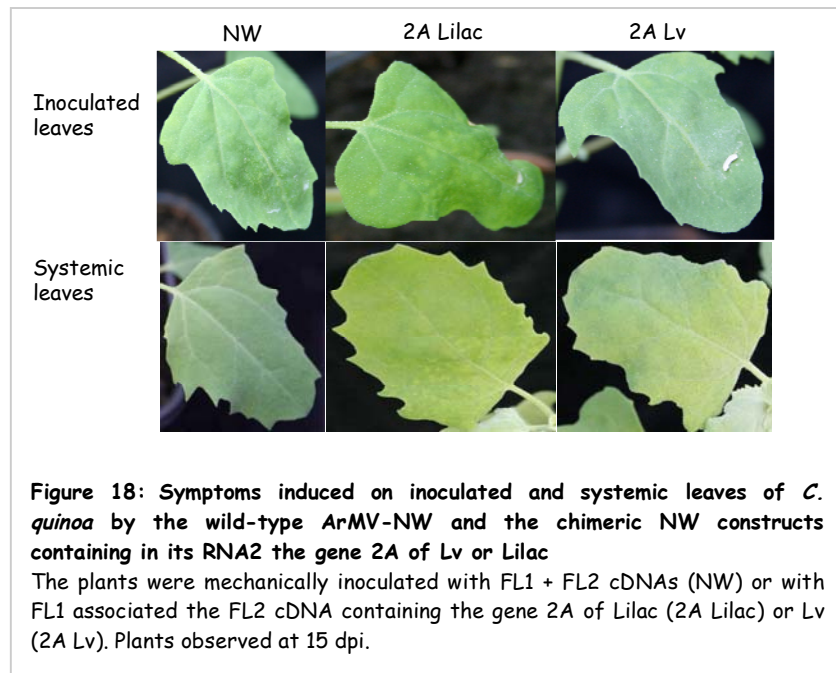 NW 2A Lilac 2A Lv
Inoculated
leaves
Systemic
leaves
Figure 18: Symptoms induced on inoculated and systemic leaves of C.
quinoa by the wild-type ArMV-NW and the chimeric NW constructs
containing in its RNA2 the gene 2A of Lv or Lilac
The plants were mechanically inoculated with FL1 + FL2 cDNAs (NW) or with
FL1 associated the FL2 cDNA containing the gene 2A of Lilac (2A Lilac) or Lv
(2A Lv). Plants observed at 15 dpi.